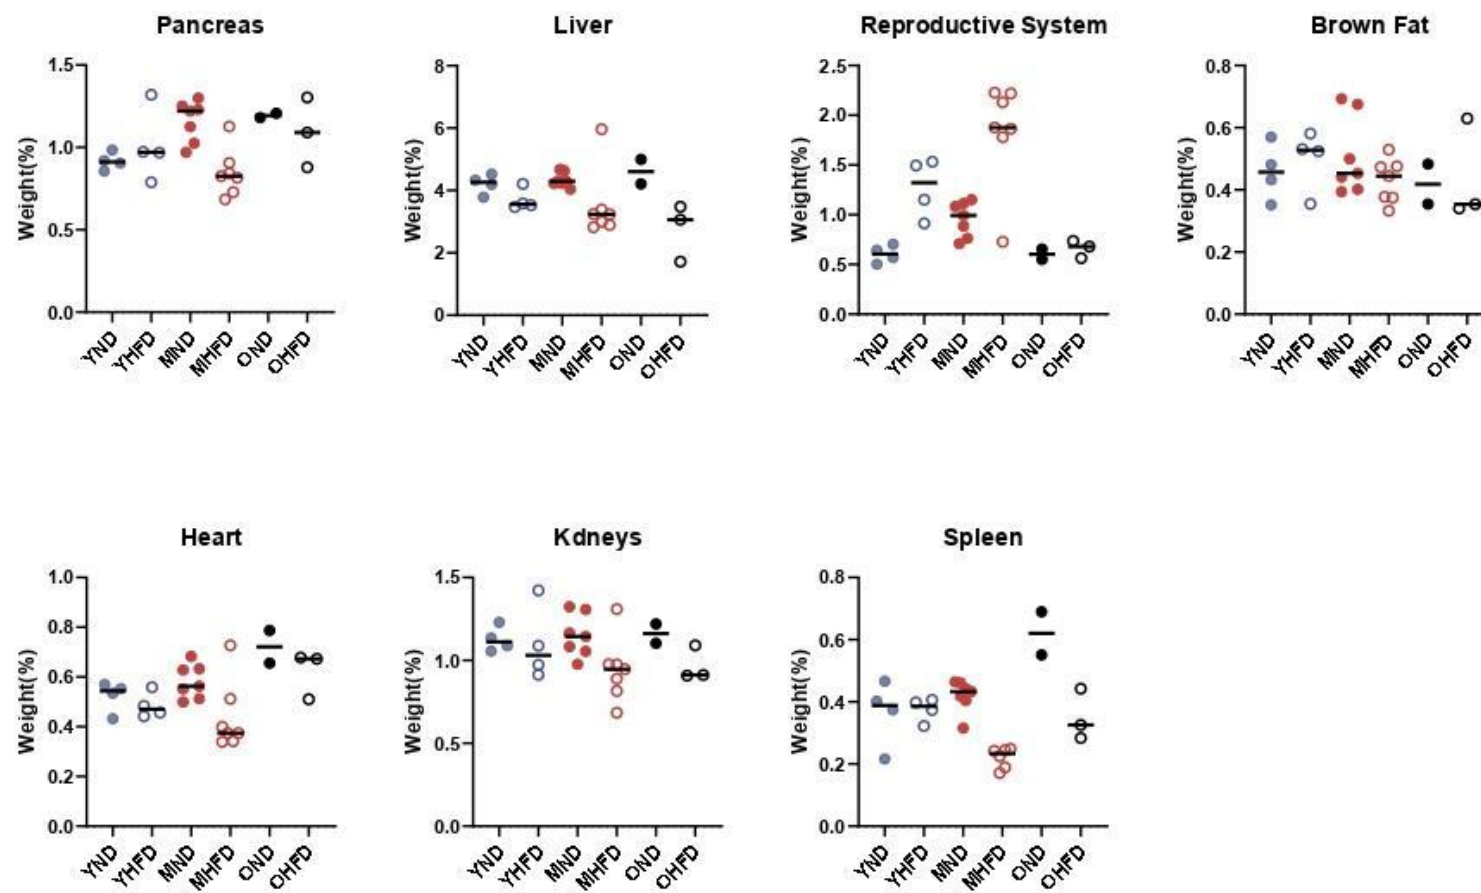 Pancreas
Weight(%)
1.5
1.0
0.5
0.0
YND
YHFD
MND
MHFD
OND
OHFD
Liver
Weight(%)
8
6
4
2
0
YND
YHFD
MND
MHFD
OND
OHFD
Reproductive System
Weight(%)
2.5
2.0
1.5
1.0
0.5
0.0
YND
YHFD
MND
MHFD
OND
OHFD
Brown Fat
Weight(%)
0.8
0.6
0.4
0.2
0.0
YND
YHFD
MND
MHFD
OND
OHFD
Heart
Weight(%)
1.0
0.8
0.6
0.4
0.2
0.0
YND
YHFD
MND
MHFD
OND
OHFD
Kdneys
Weight(%)
1.5
1.0
0.5
0.0
YND
YHFD
MND
MHFD
OND
OHFD
Spleen
Weight(%)
0.8
0.6
0.4
0.2
0.0
YND
YHFD
MND
MHFD
OND
OHFD